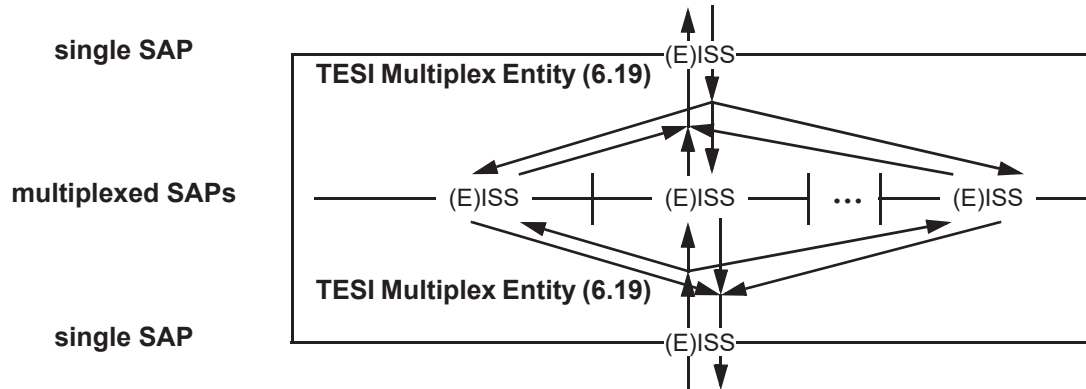 single SAP
(E)ISS
TESI Multiplex Entity (6.19)
multiplexed SAPs
(E)ISS
(E)ISS
...
(E)ISS
TESI Multiplex Entity (6.19)
single SAP
(E)ISS